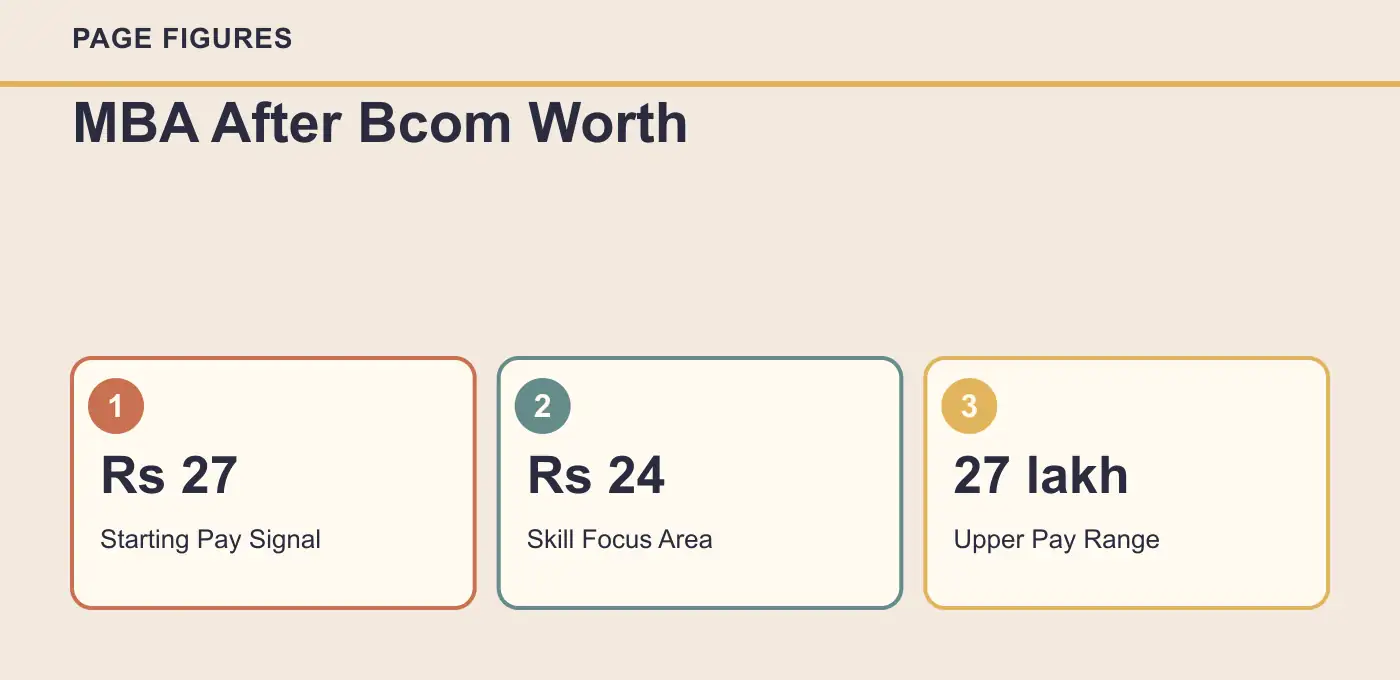 PAGE FIGURES
MBA After Bcom Worth
1
Rs 27
Starting Pay Signal
2
Rs 24
Skill Focus Area
3
27 lakh
Upper Pay Range